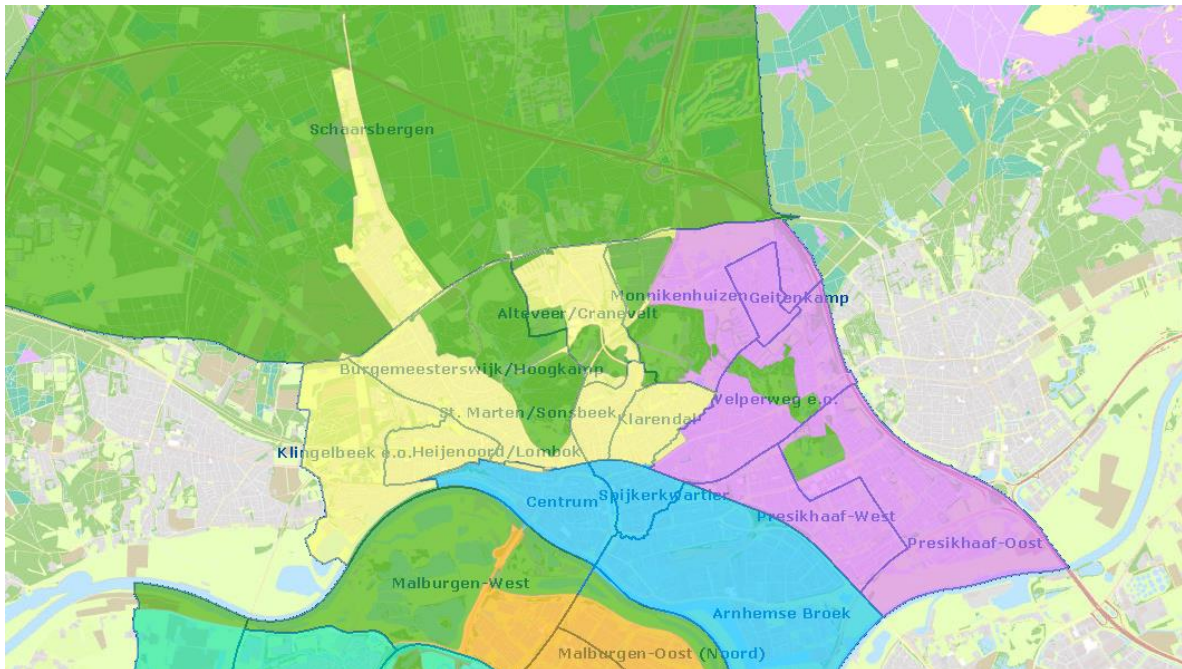 Schaarsbergen
Monnikenhuizen
Geitenkamp
Alteveer/Cranevelt
Burgemeesterswijk/Hoogkamp
Velperweg e.o.
St. Marten/Sonsbeek
Klarendal
Klingelbeek e.o.
Heijenoord/Lombok
Centrum
Spijkerkwartier
Presikhaaf-West
Presikhaaf-Oost
Malburgen-West
Arnhemse Broek
Malburgen-Oost (Noord)